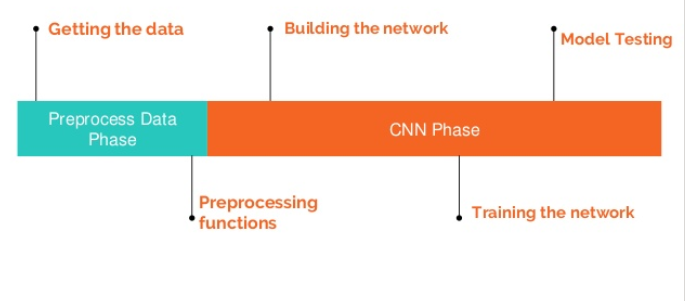 Getting the data
Building the network
Model Testing
Preprocess Data
Phase
CNN Phase
Preprocessing
functions
Training the network